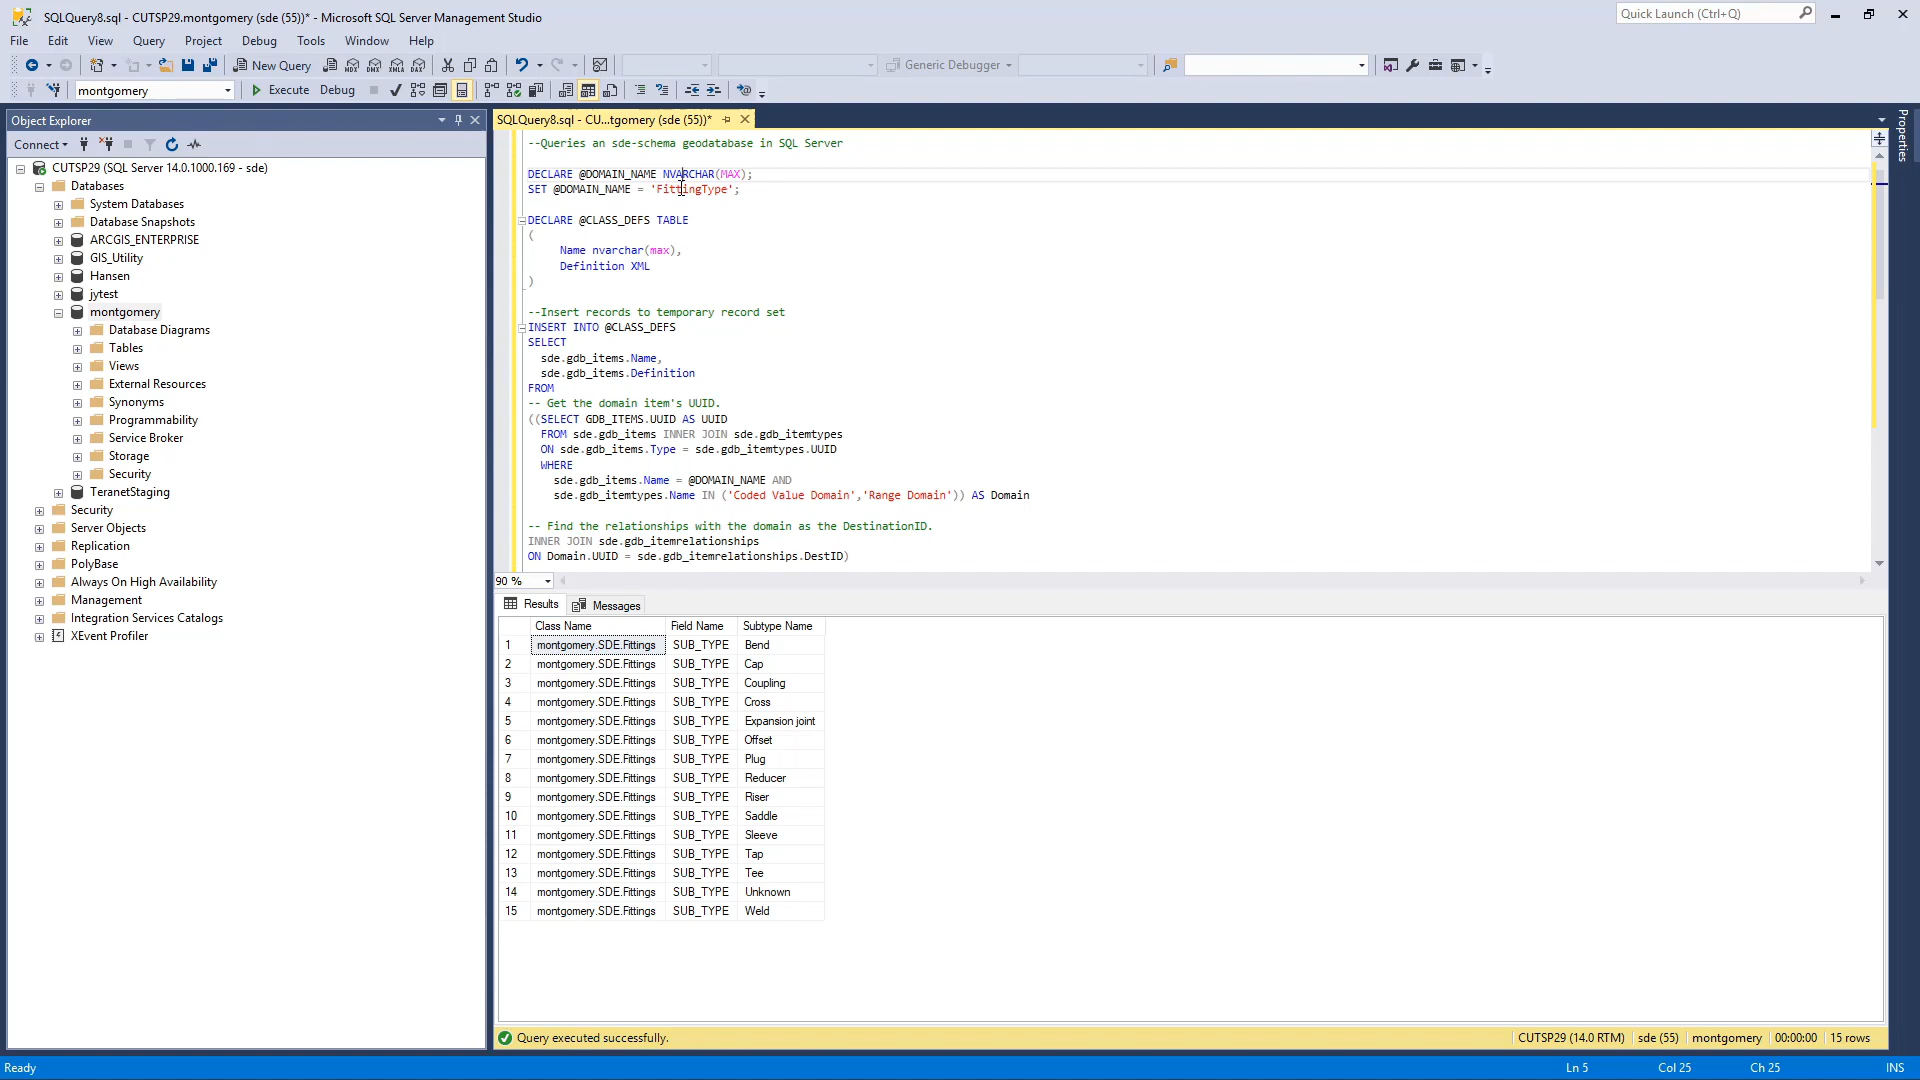 SQLQuery8.sql - CUTSP29.montgomery (sde (55))* - Microsoft SQL Server Management Studio
Quick Launch (Ctrl+Q)
File Edit View Query Project Debug Tools Window Help
New Query MDX DMX XMLA DAX Generic Debugger
montgomery Execute Debug
Object Explorer
Connect
CUTSP29 (SQL Server 14.0.1000.169 - sde)
Databases
System Databases
Database Snapshots
ARCGIS_ENTERPRISE
GIS_Utility
Hansen
jytest
montgomery
Database Diagrams
Tables
Views
External Resources
Synonyms
Programmability
Service Broker
Storage
Security
TeranetStaging
Security
Server Objects
Replication
PolyBase
Always On High Availability
Management
Integration Services Catalogs
XEvent Profiler
SQLQuery8.sql - CU...tgomery (sde (55))*
Properties
--Queries an sde-schema geodatabase in SQL Server
DECLARE @DOMAIN_NAME NVARCHAR(MAX);
SET @DOMAIN_NAME = 'FittingType';
DECLARE @CLASS_DEFS TABLE
(
Name nvarchar(max),
Definition XML
)
--Insert records to temporary record set
INSERT INTO @CLASS_DEFS
SELECT
sde.gdb_items.Name,
sde.gdb_items.Definition
FROM
-- Get the domain item's UUID.
((SELECT GDB_ITEMS.UUID AS UUID
FROM sde.gdb_items INNER JOIN sde.gdb_itemtypes
ON sde.gdb_items.Type = sde.gdb_itemtypes.UUID
WHERE
sde.gdb_items.Name = @DOMAIN_NAME AND
sde.gdb_itemtypes.Name IN ('Coded Value Domain','Range Domain')) AS Domain
-- Find the relationships with the domain as the DestinationID.
INNER JOIN sde.gdb_itemrelationships
ON Domain.UUID = sde.gdb_itemrelationships.DestID)
90 %
Results Messages
Class Name Field Name Subtype Name
1 montgomery.SDE.Fittings SUB_TYPE Bend
2 montgomery.SDE.Fittings SUB_TYPE Cap
3 montgomery.SDE.Fittings SUB_TYPE Coupling
4 montgomery.SDE.Fittings SUB_TYPE Cross
5 montgomery.SDE.Fittings SUB_TYPE Expansion joint
6 montgomery.SDE.Fittings SUB_TYPE Offset
7 montgomery.SDE.Fittings SUB_TYPE Plug
8 montgomery.SDE.Fittings SUB_TYPE Reducer
9 montgomery.SDE.Fittings SUB_TYPE Riser
10 montgomery.SDE.Fittings SUB_TYPE Saddle
11 montgomery.SDE.Fittings SUB_TYPE Sleeve
12 montgomery.SDE.Fittings SUB_TYPE Tap
13 montgomery.SDE.Fittings SUB_TYPE Tee
14 montgomery.SDE.Fittings SUB_TYPE Unknown
15 montgomery.SDE.Fittings SUB_TYPE Weld
Query executed successfully. CUTSP29 (14.0 RTM) sde (55) montgomery 00:00:00 15 rows
Ready Ln 5 Col 25 Ch 25 INS